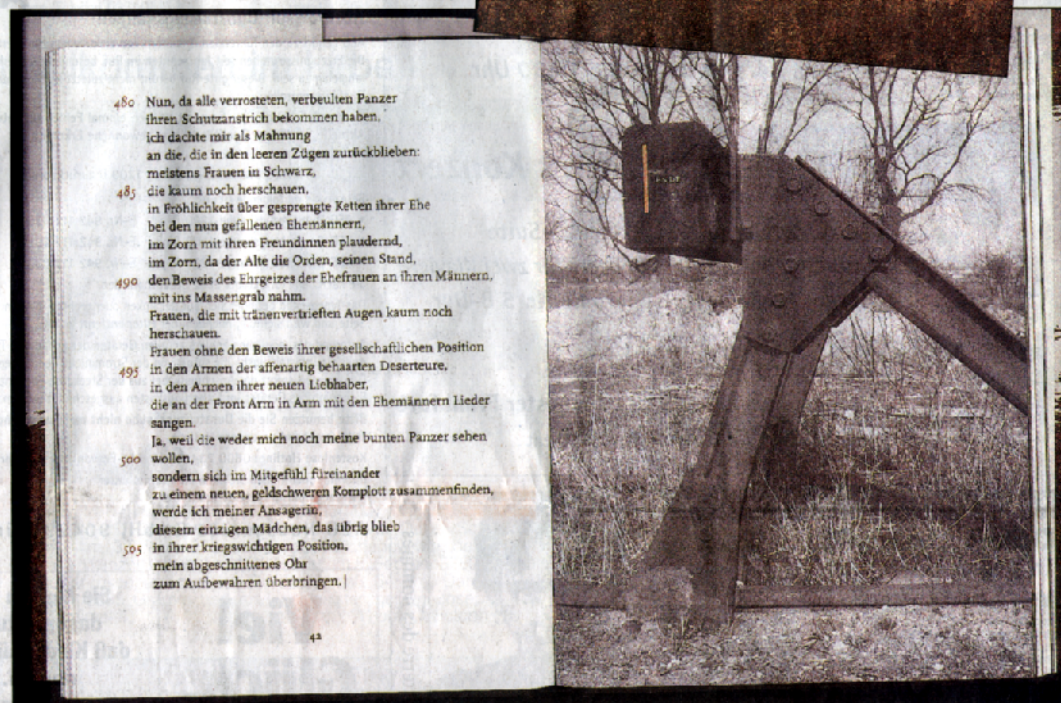 480 Nun, da alle verrosteten, verbeulten Panzer
ihren Schutzanstrich bekommen haben,
ich dachte mir als Mahnung
an die, die in den leeren Zügen zurückblieben:
meistens Frauen in Schwarz,
485 die kaum noch herschauen,
in Fröhlichkeit über gesprengte Ketten ihrer Ehe
bei den nun gefallenen Ehemännern,
im Zorn mit ihren Freundinnen plaudernd,
im Zorn, da der Alte die Orden, seinen Stand,
490 den Beweis des Ehrgeizes der Ehefrauen an ihren Männern,
mit ins Massengrab nahm.
Frauen, die mit tränenvertrieften Augen kaum noch
herschauen.
Frauen ohne den Beweis ihrer gesellschaftlichen Position
495 in den Armen der affenartig behaarten Deserteure,
in den Armen ihrer neuen Liebhaber,
die an der Front Arm in Arm mit den Ehemännern Lieder
sangen.
Ja, weil die weder mich noch meine bunten Panzer sehen
500 wollen,
sondern sich im Mitgefühl füreinander
zu einem neuen, geldschweren Komplott zusammenfinden,
werde ich meiner Ansagerin,
diesem einzigen Mädchen, das übrig blieb
505 in ihrer kriegswichtigen Position,
mein abgeschnittenes Ohr
zum Aufbewahren überbringen.|
42